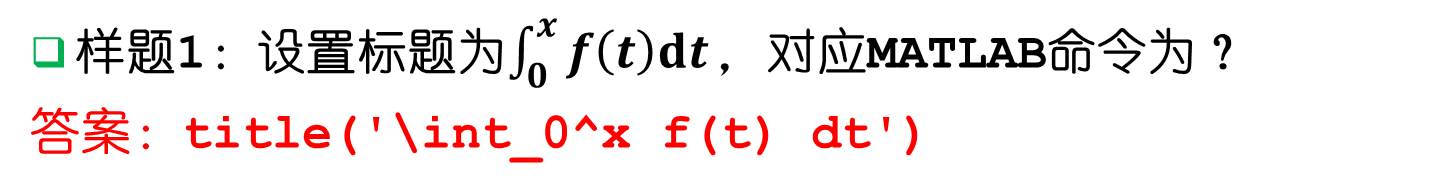 样题1：设置标题为∫₀ˣ f(t)dt，对应MATLAB命令为？
答案：title('\int_0^x f(t) dt')